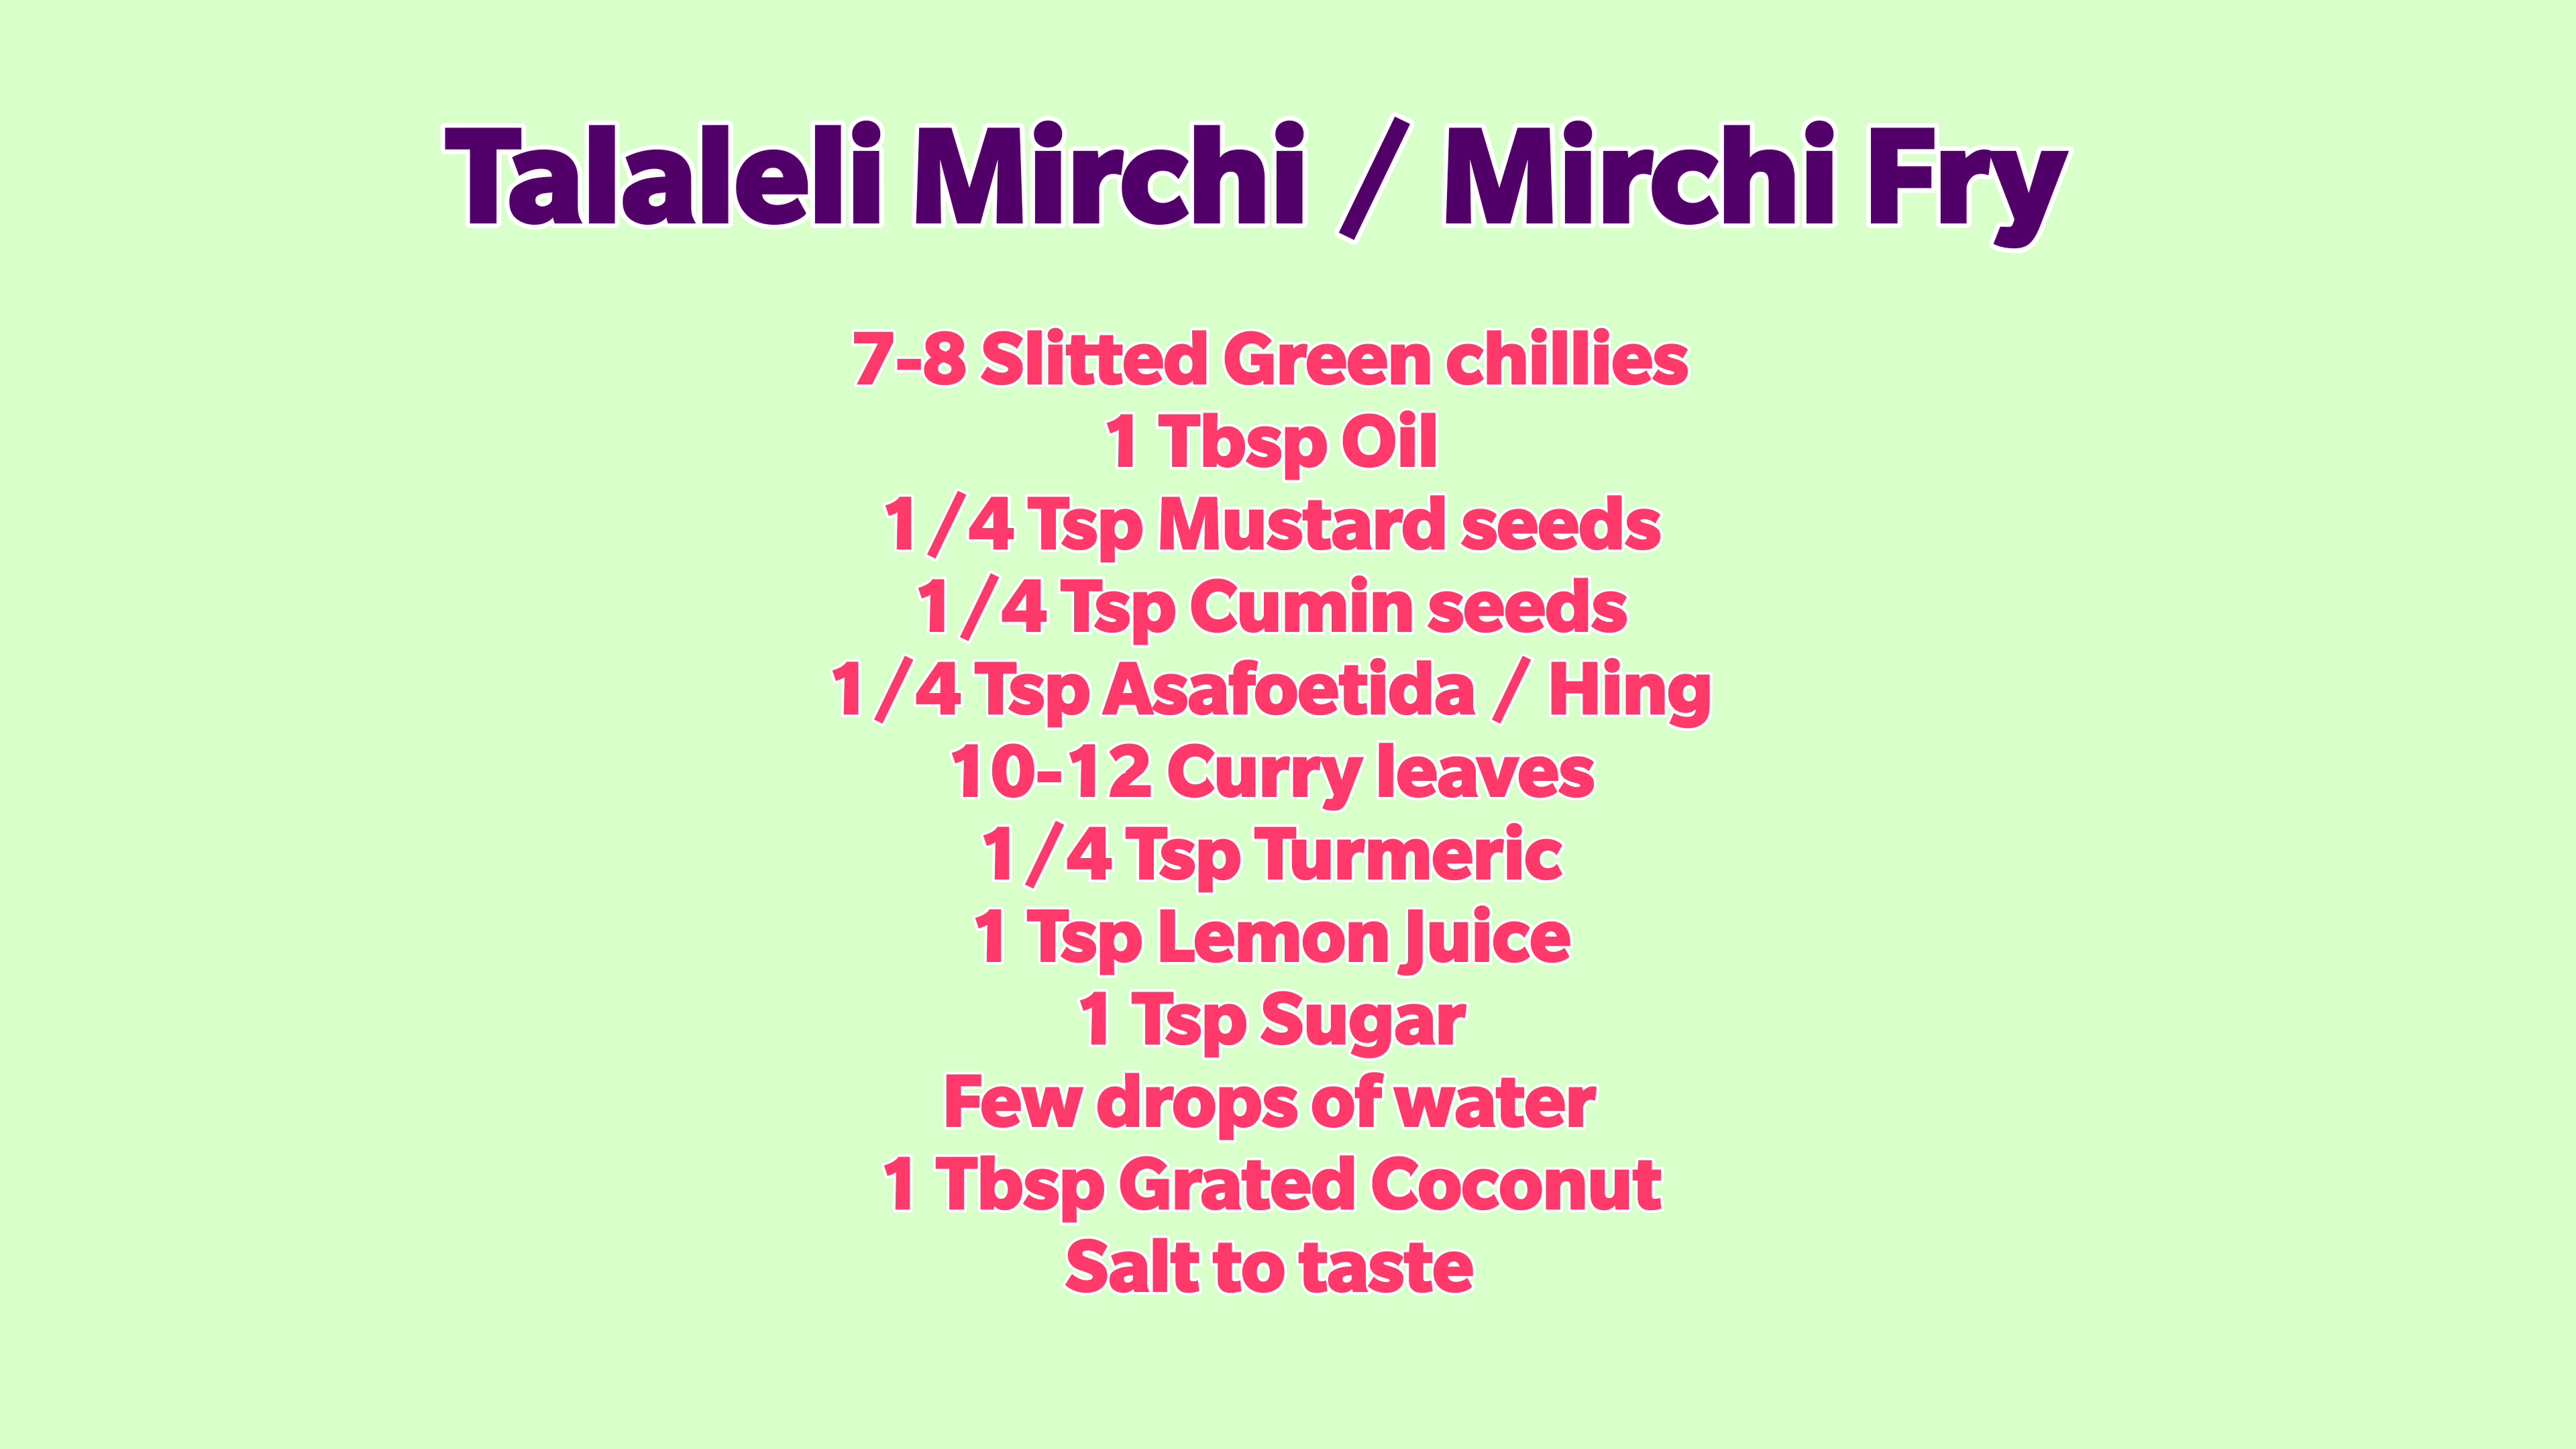 Talaleli Mirchi / Mirchi Fry
7-8 Slitted Green chillies
1 Tbsp Oil
1/4 Tsp Mustard seeds
1/4 Tsp Cumin seeds
1/4 Tsp Asafoetida / Hing
10-12 Curry leaves
1/4 Tsp Turmeric
1 Tsp Lemon Juice
1 Tsp Sugar
Few drops of water
1 Tbsp Grated Coconut
Salt to taste